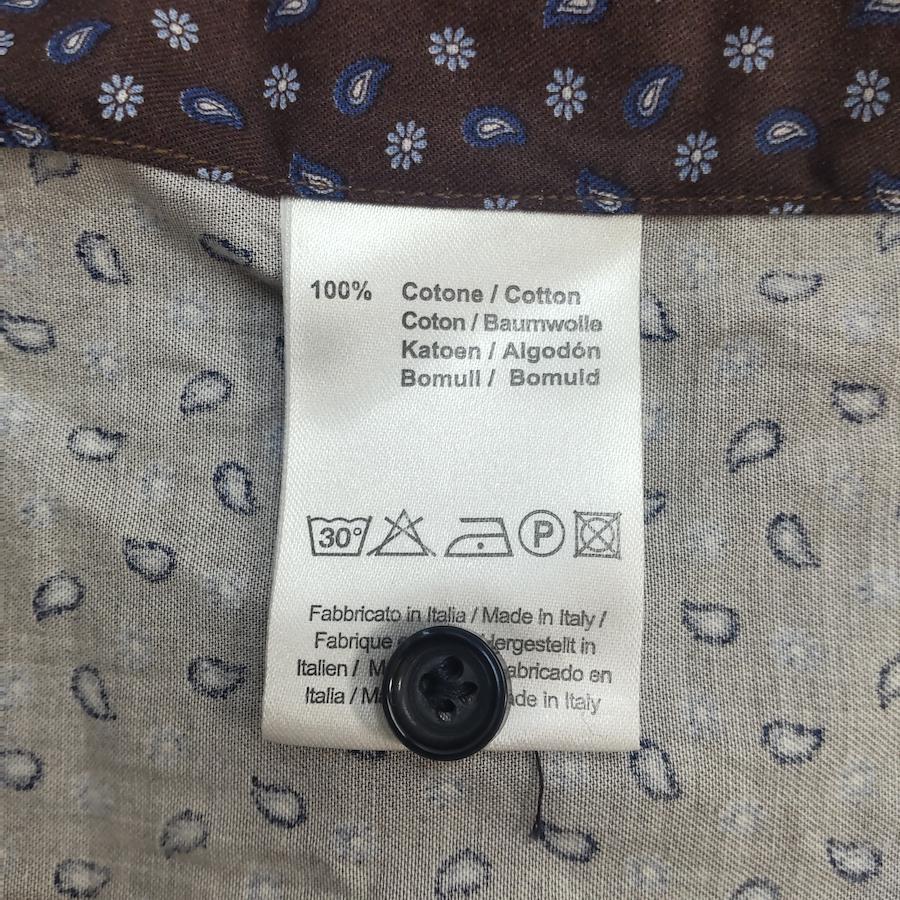 100% Cotone / Cotton
Coton / Baumwolle
Katoen / Algodón
Bomull / Bomuld
30°
P
Fabbricato in Italia / Made in Italy /
Fabrique Hergestellt in
Italien / abricado en
Italia / ade in Italy